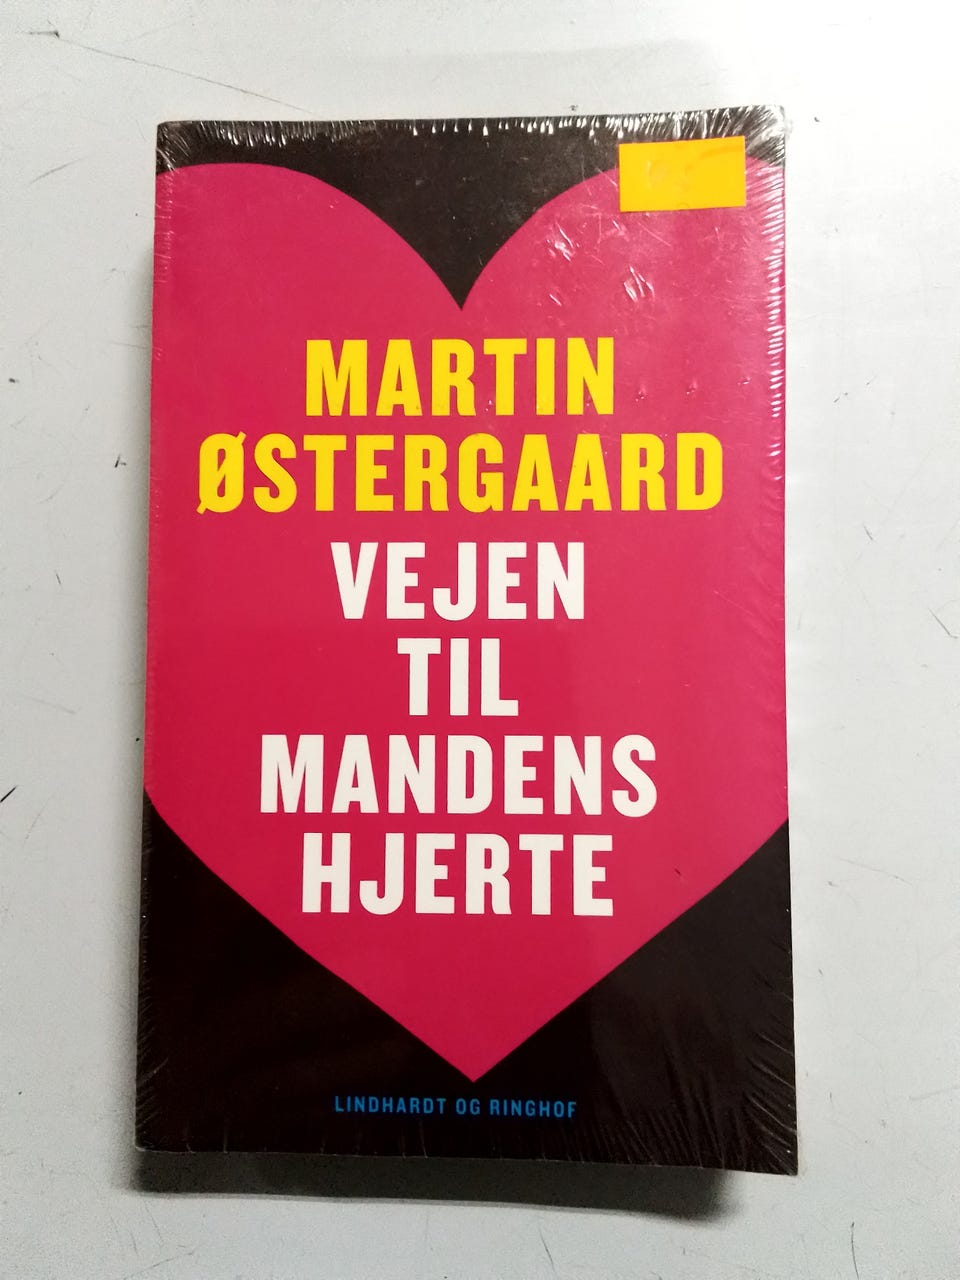 MARTIN
ØSTERGAARD
VEJEN
TIL
MANDENS
HJERTE
LINDHARDT OG RINGHOF